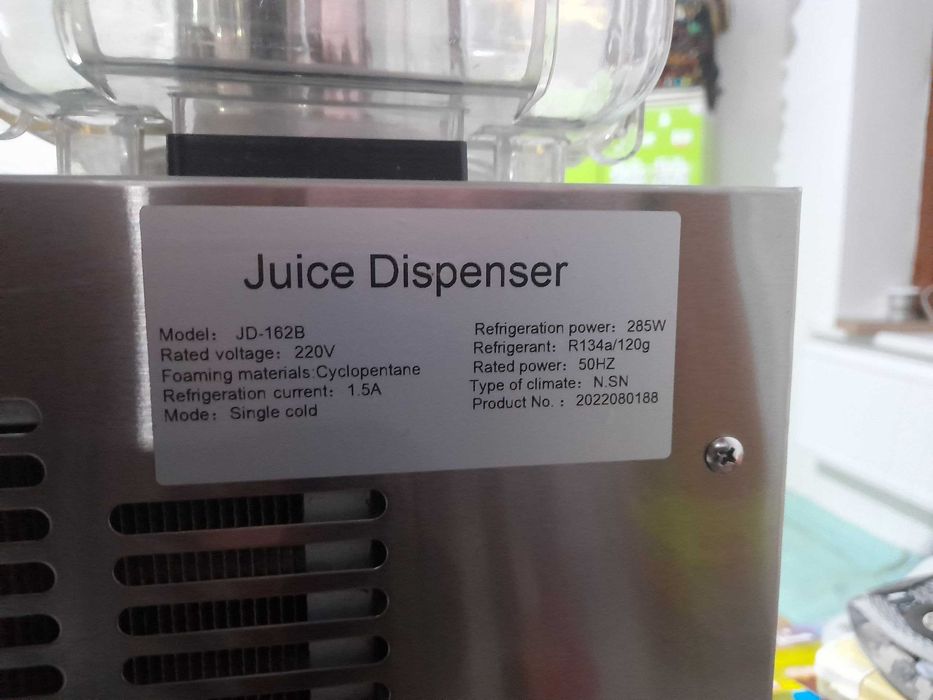 Juice Dispenser
Model: JD-162B
Rated voltage: 220V
Foaming materials:Cyclopentane
Refrigeration current: 1.5A
Mode: Single cold
Refrigeration power: 285W
Refrigerant: R134a/120g
Rated power: 50HZ
Type of climate: N.SN
Product No. : 2022080188